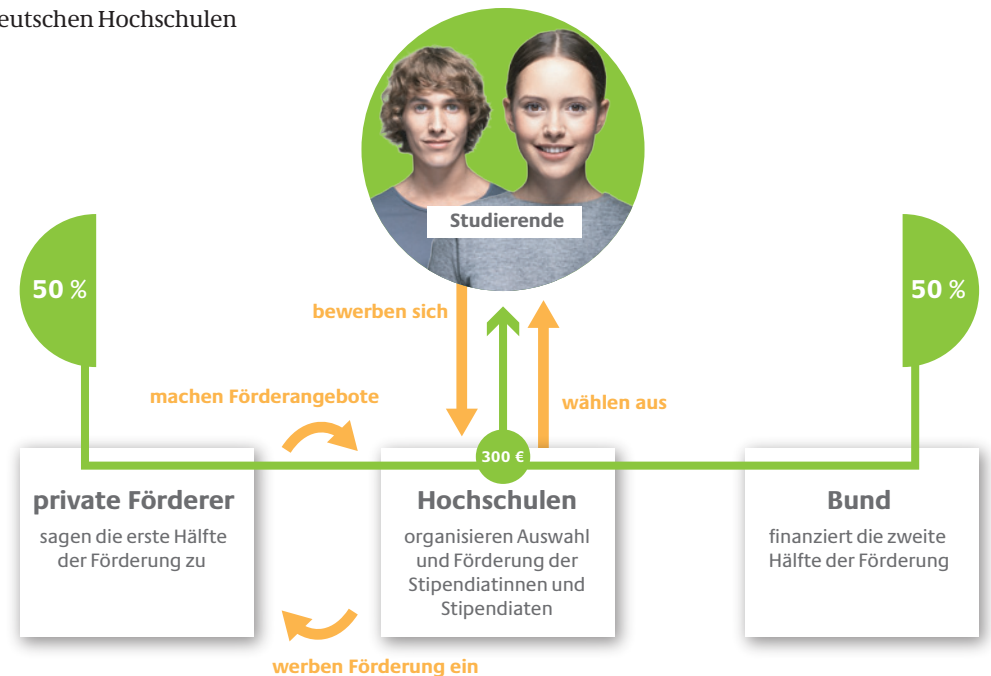 deutschen Hochschulen
Studierende
50 %
50 %
bewerben sich
machen Förderangebote
wählen aus
300 €
private Förderer
sagen die erste Hälfte
der Förderung zu
Hochschulen
organisieren Auswahl
und Förderung der
Stipendiatinnen und
Stipendiaten
Bund
finanziert die zweite
Hälfte der Förderung
werben Förderung ein